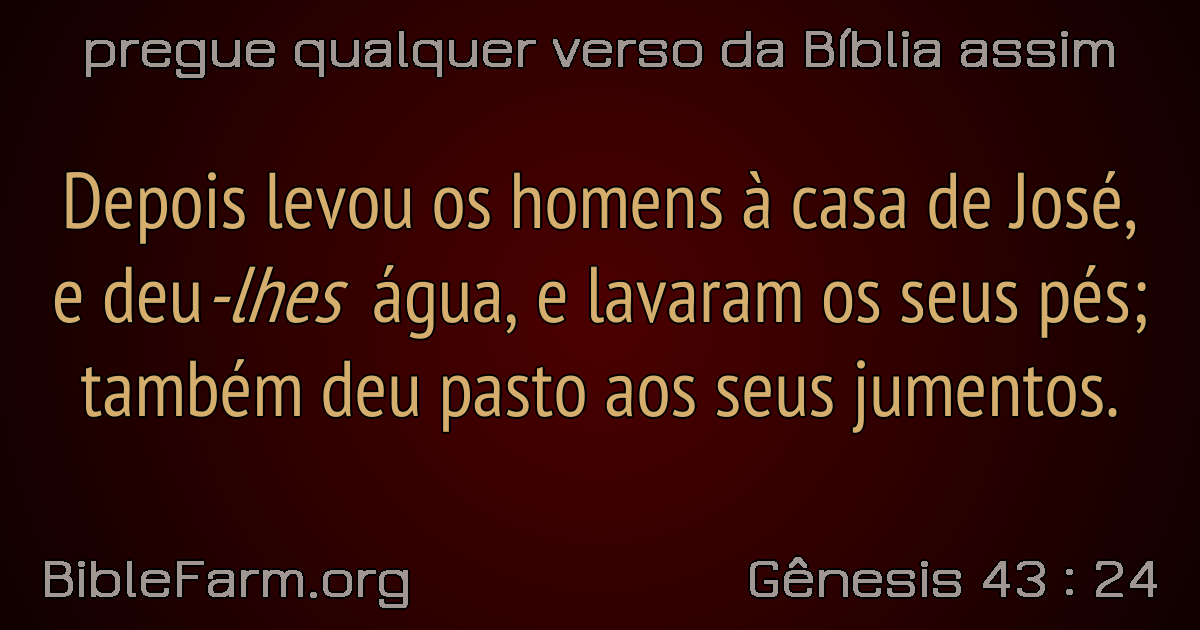 pregue qualquer verso da Bíblia assim
Depois levou os homens à casa de José,
e deu-lhes água, e lavaram os seus pés;
também deu pasto aos seus jumentos.
BibleFarm.org
Gênesis 43 : 24